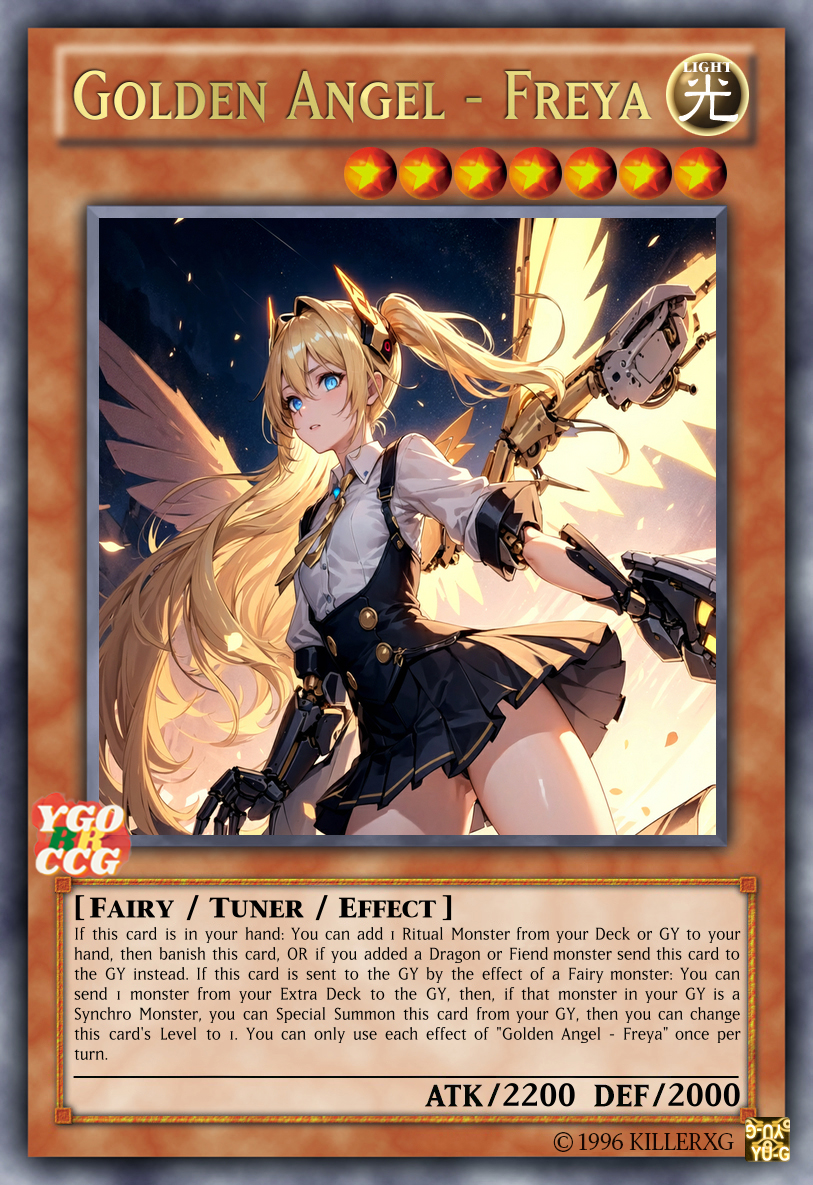 Golden Angel - Freya
LIGHT
光
YGO
RR
CCG
[ Fairy / Tuner / Effect ]
If this card is in your hand: You can add 1 Ritual Monster from your Deck or GY to your
hand, then banish this card, OR if you added a Dragon or Fiend monster send this card to
the GY instead. If this card is sent to the GY by the effect of a Fairy monster: You can
send 1 monster from your Extra Deck to the GY, then, if that monster in your GY is a
Synchro Monster, you can Special Summon this card from your GY, then you can change
this card's Level to 1. You can only use each effect of "Golden Angel - Freya" once per
turn.
ATK/2200 DEF/2000
© 1996 KILLERXG